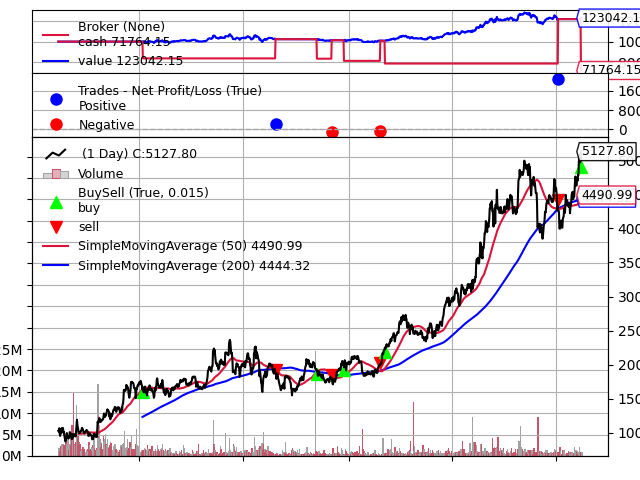 Broker (None)
cash 71764.15
value 123042.15
123042.1
100
71764.15
Trades - Net Profit/Loss (True)
Positive
Negative
160
800
0
(1 Day) C:5127.80
Volume
BuySell (True, 0.015)
buy
sell
SimpleMovingAverage (50) 4490.99
SimpleMovingAverage (200) 4444.32
5127.80
4490.99
400
350
300
250
200
150
100
5M
0M
5M
0M
5M
0M